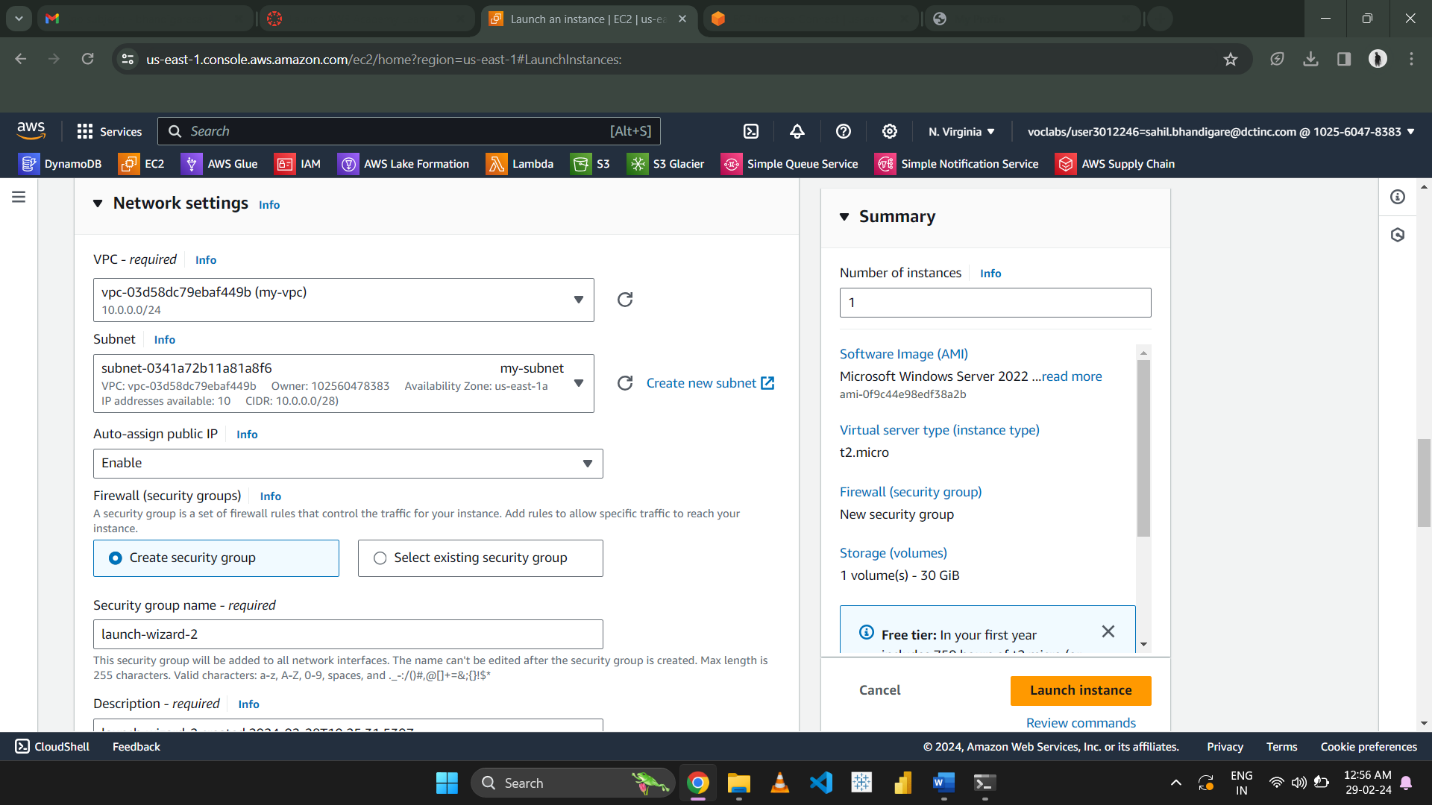 Launch an instance | EC2 | us-ea
us-east-1.console.aws.amazon.com/ec2/home?region=us-east-1#LaunchInstances:
aws Services Search [Alt+S] N. Virginia voclabs/user3012246=sahil.bhandigare@dctinc.com @ 1025-6047-8383
DynamoDB EC2 AWS Glue IAM AWS Lake Formation Lambda S3 S3 Glacier Simple Queue Service Simple Notification Service AWS Supply Chain
Network settings Info
VPC - required Info
vpc-03d58dc79ebaf449b (my-vpc)
10.0.0.0/24
Subnet Info
subnet-0341a72b11a81a8f6 my-subnet
VPC: vpc-03d58dc79ebaf449b Owner: 102560478383 Availability Zone: us-east-1a
IP addresses available: 10 CIDR: 10.0.0.0/28)
Create new subnet
Auto-assign public IP Info
Enable
Firewall (security groups) Info
A security group is a set of firewall rules that control the traffic for your instance. Add rules to allow specific traffic to reach your
instance.
Create security group Select existing security group
Security group name - required
launch-wizard-2
This security group will be added to all network interfaces. The name can't be edited after the security group is created. Max length is
255 characters. Valid characters: a-z, A-Z, 0-9, spaces, and ._-:/()#,@[]+=&;{}!$*
Description - required Info
Summary
Number of instances Info
1
Software Image (AMI)
Microsoft Windows Server 2022 ...read more
ami-0f9c44e98edf38a2b
Virtual server type (instance type)
t2.micro
Firewall (security group)
New security group
Storage (volumes)
1 volume(s) - 30 GiB
Free tier: In your first year
Cancel Launch instance
Review commands
CloudShell Feedback © 2024, Amazon Web Services, Inc. or its affiliates. Privacy Terms Cookie preferences
Search
ENG
IN
12:56 AM
29-02-24